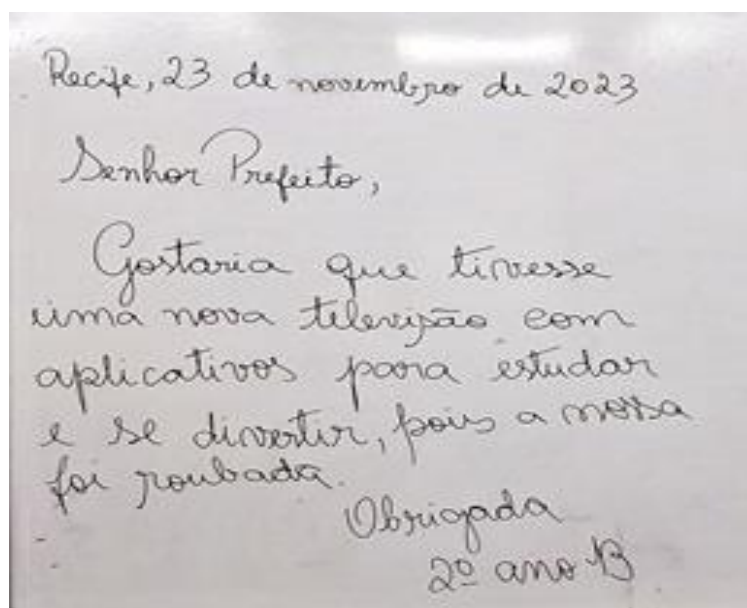 Recife, 23 de novembro de 2023
Senhor Prefeito,
Gostaria que tivesse
uma nova televisão com
aplicativos para estudar
e se divertir, pois a nossa
foi roubada.
Obrigada
2º ano B